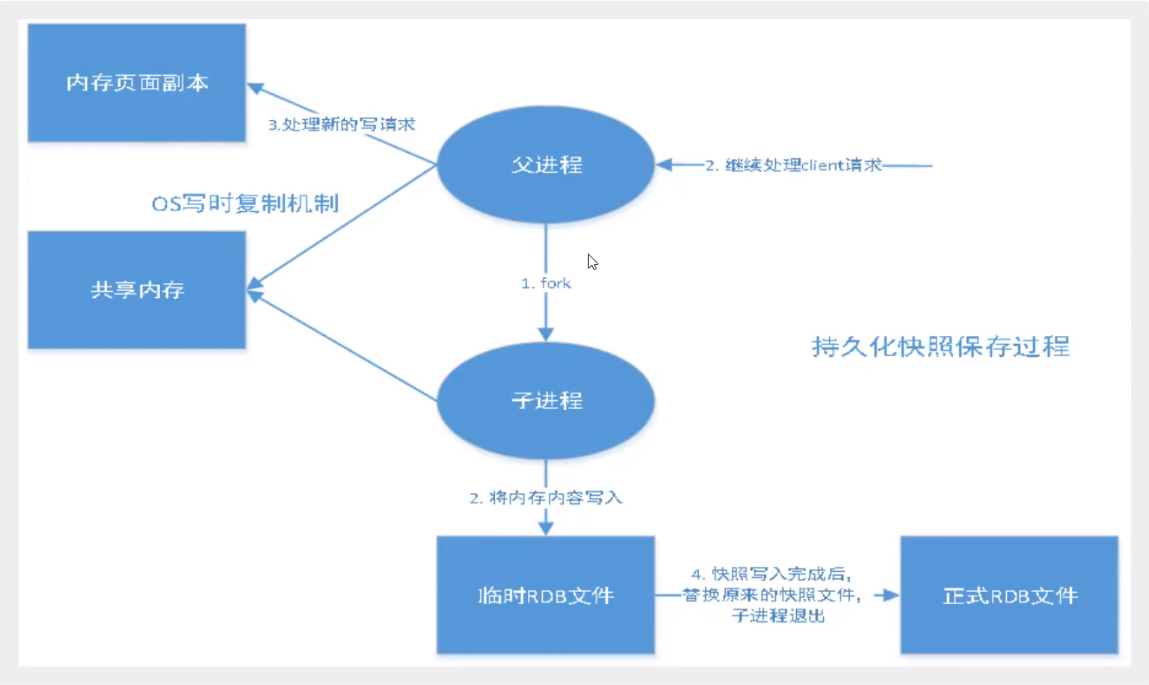 内存页面副本
3.处理新的写请求
父进程
2. 继续处理client请求
OS写时复制机制
共享内存
1. fork
持久化快照保存过程
子进程
2. 将内存内容写入
临时RDB文件
4. 快照写入完成后,
替换原来的快照文件,
子进程退出
正式RDB文件